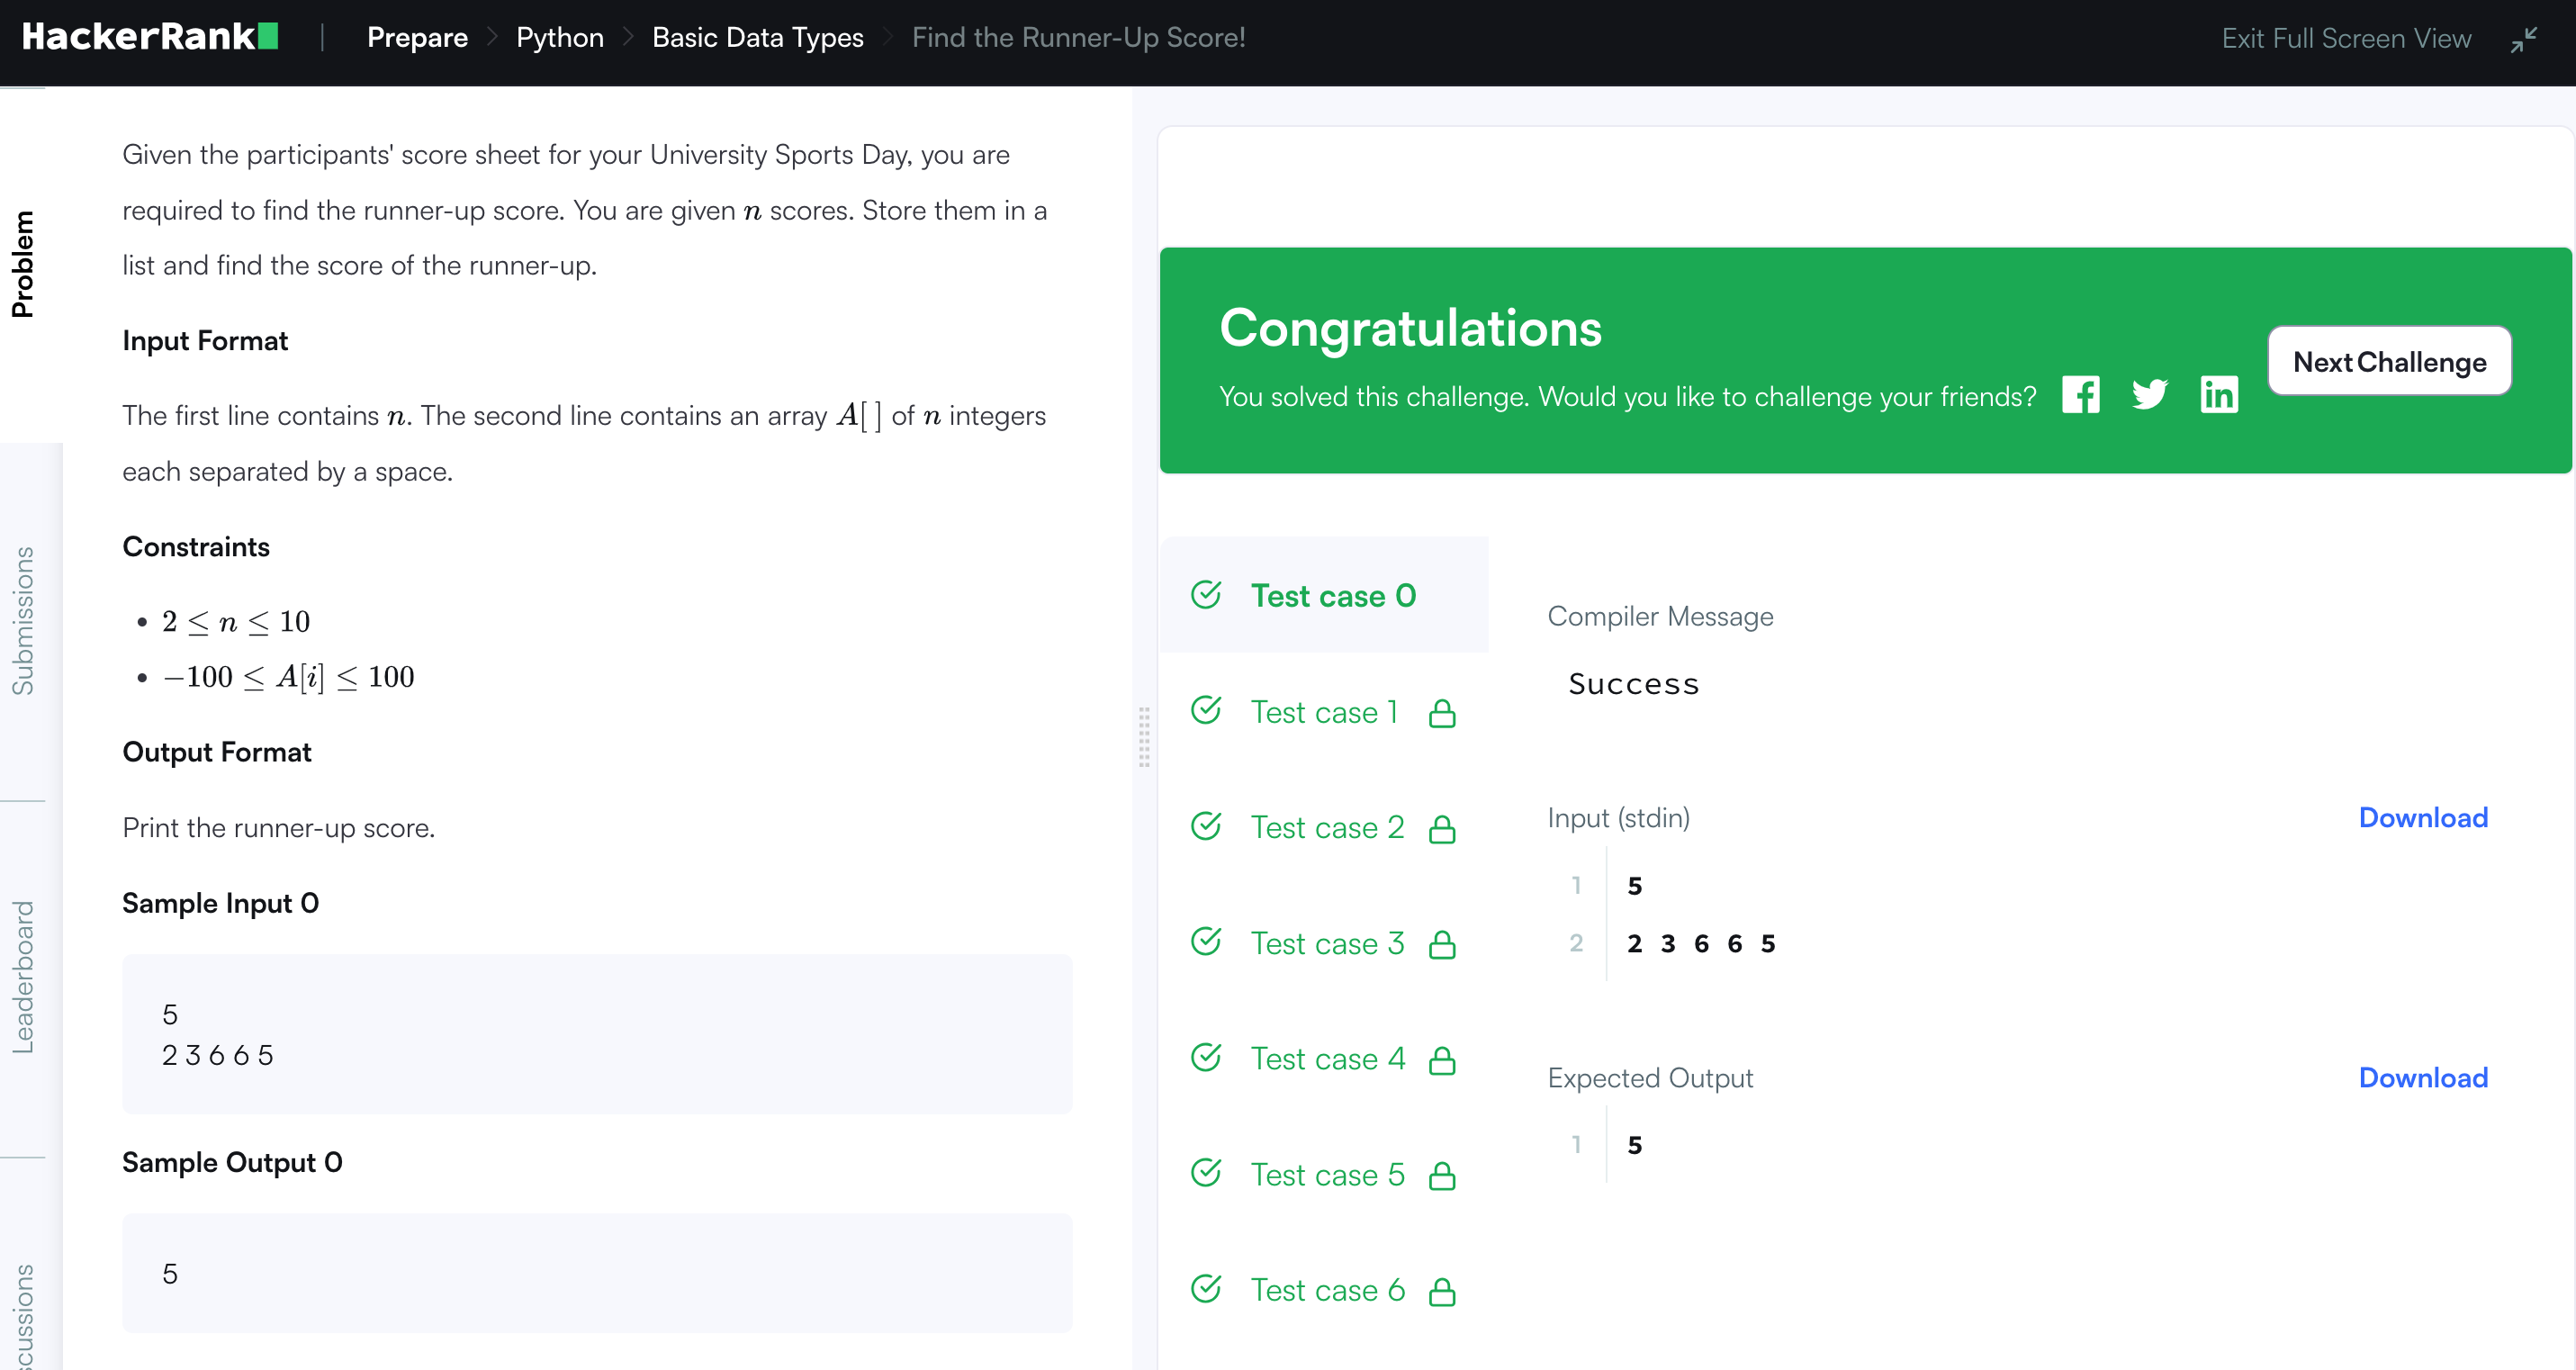 HackerRank | Prepare > Python > Basic Data Types > Find the Runner-Up Score!
Exit Full Screen View
Problem
Submissions
Leaderboard
Given the participants' score sheet for your University Sports Day, you are
required to find the runner-up score. You are given n scores. Store them in a
list and find the score of the runner-up.
Input Format
The first line contains n. The second line contains an array A[ ] of n integers
each separated by a space.
Constraints
• 2 ≤ n ≤ 10
• −100 ≤ A[i] ≤ 100
Output Format
Print the runner-up score.
Sample Input 0
5
2 3 6 6 5
Sample Output 0
5
Congratulations
You solved this challenge. Would you like to challenge your friends?
Next Challenge
Test case 0
Test case 1
Test case 2
Test case 3
Test case 4
Test case 5
Test case 6
Compiler Message
Success
Input (stdin)
Download
1 5
2 2 3 6 6 5
Expected Output
Download
1 5